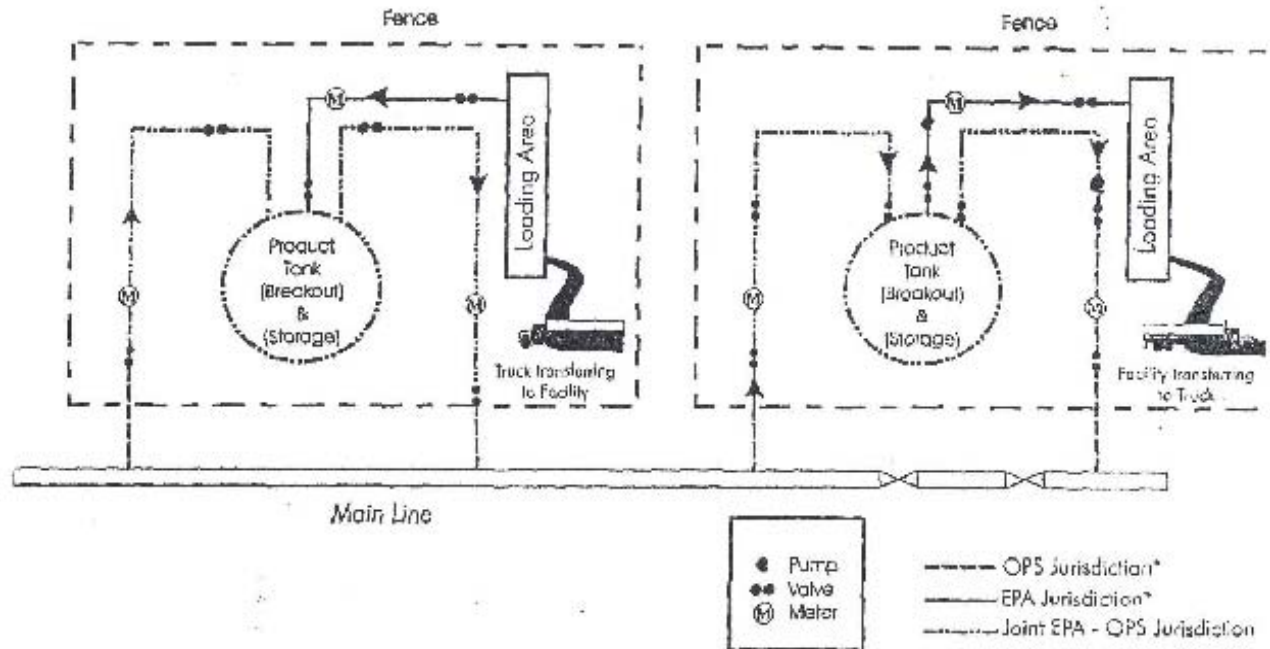 Fence
Fence
M
M
Loading Area
Loading Area
Product
Tank
(Breakout)
&
(Storage)
Product
Tank
(Breakout)
&
(Storage)
M
M
M
M
Truck transferring
to Facility
Facility transferring
to Truck
Main Line
Pump
Valve
M Meter
OPS Jurisdiction*
EPA Jurisdiction*
Joint EPA - OPS Jurisdiction